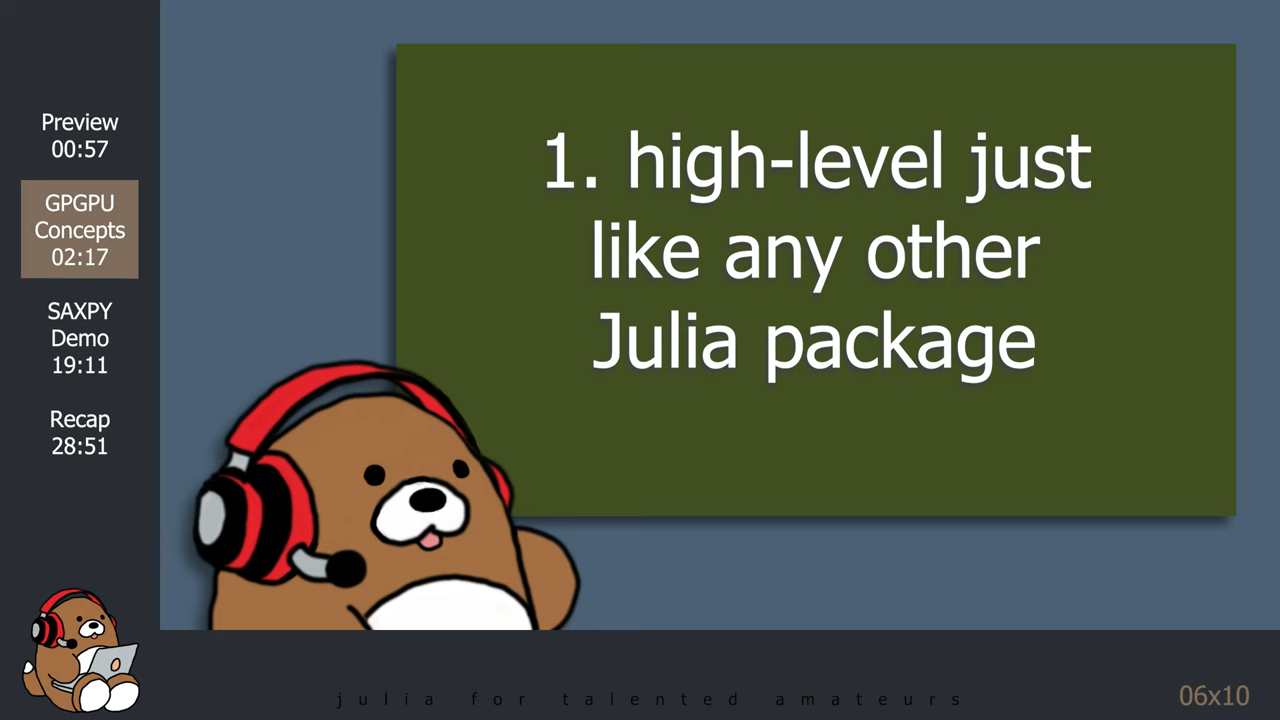 Preview
00:57
GPGPU
Concepts
02:17
SAXPY
Demo
19:11
Recap
28:51
1. high-level just
like any other
Julia package
julia for talented amateurs
06x10